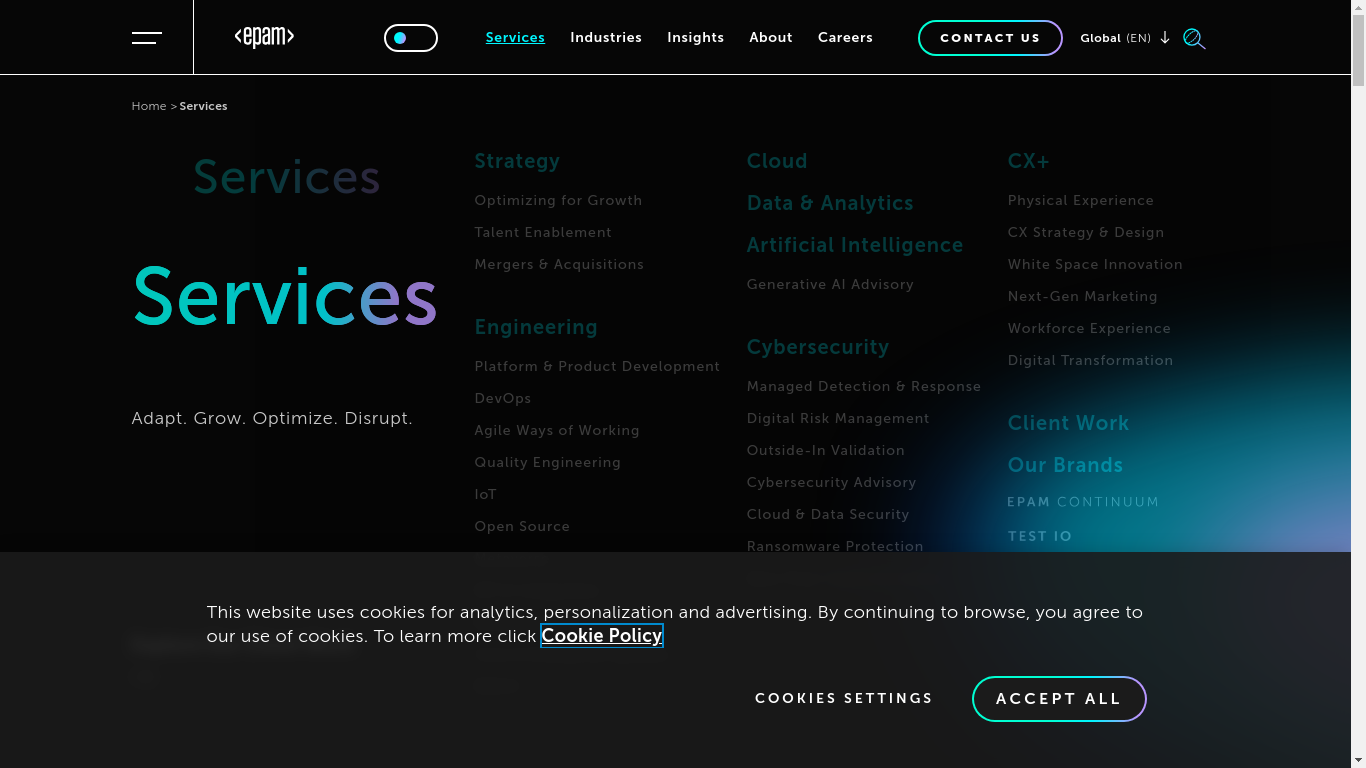 <epam>
Services
Industries
Insights
About
Careers
CONTACT US
Global (EN)
Home > Services
Services
Services
Adapt. Grow. Optimize. Disrupt.
Strategy
Optimizing for Growth
Talent Enablement
Mergers & Acquisitions
Engineering
Platform & Product Development
DevOps
Agile Ways of Working
Quality Engineering
IoT
Open Source
Cloud
Data & Analytics
Artificial Intelligence
Generative AI Advisory
Cybersecurity
Managed Detection & Response
Digital Risk Management
Outside-In Validation
Cybersecurity Advisory
Cloud & Data Security
Ransomware Protection
CX+
Physical Experience
CX Strategy & Design
White Space Innovation
Next-Gen Marketing
Workforce Experience
Digital Transformation
Client Work
Our Brands
EPAM CONTINUUM
TEST IO
This website uses cookies for analytics, personalization and advertising. By continuing to browse, you agree to
our use of cookies. To learn more click Cookie Policy
COOKIES SETTINGS
ACCEPT ALL